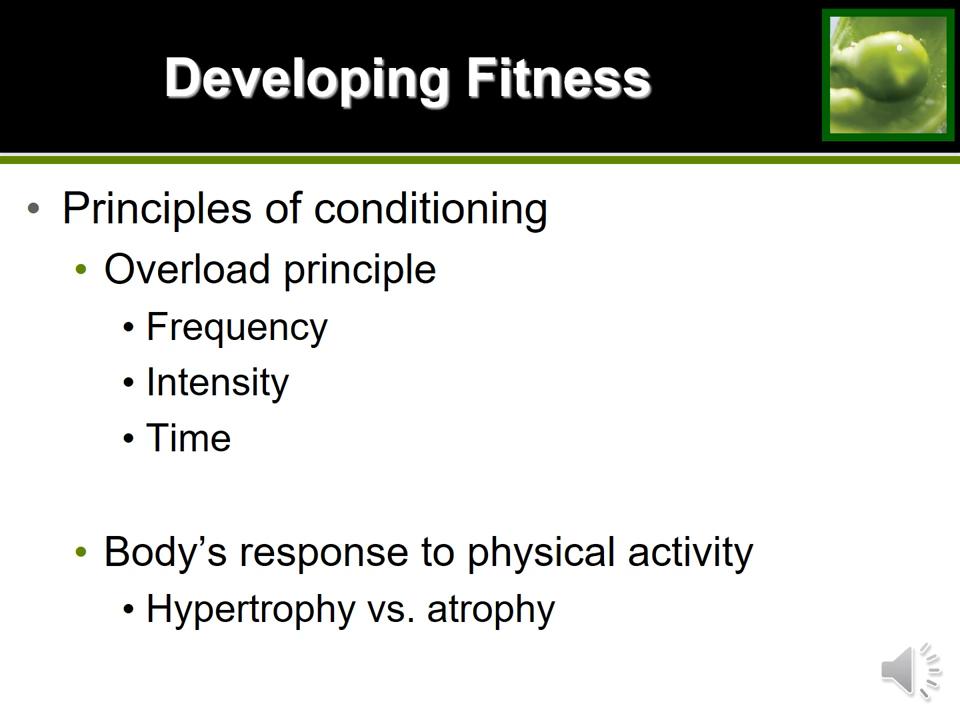 Developing Fitness
• Principles of conditioning
• Overload principle
• Frequency
• Intensity
• Time
• Body’s response to physical activity
• Hypertrophy vs. atrophy